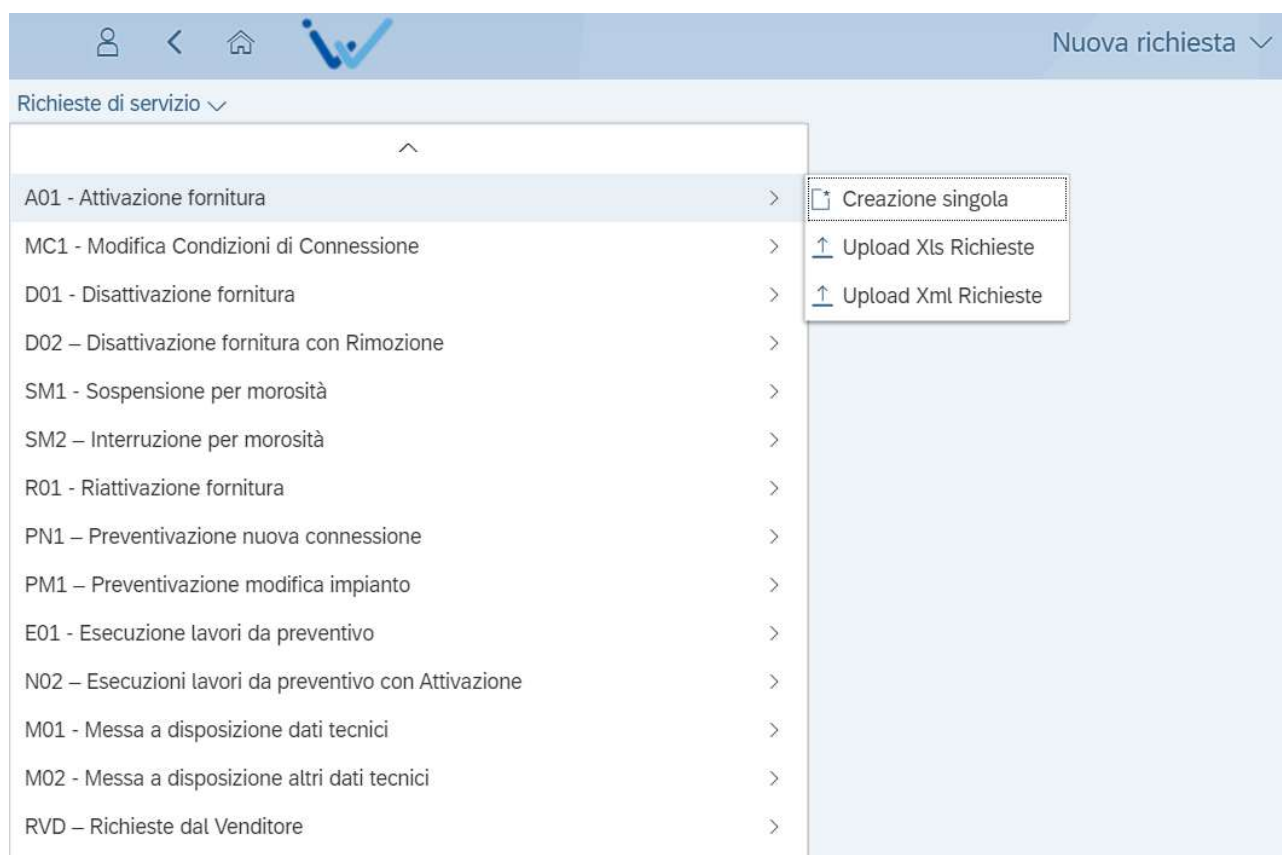 Nuova richiesta
Richieste di servizio
A01 - Attivazione fornitura
Creazione singola
MC1 - Modifica Condizioni di Connessione
Upload Xls Richieste
D01 - Disattivazione fornitura
Upload Xml Richieste
D02 – Disattivazione fornitura con Rimozione
SM1 - Sospensione per morosità
SM2 – Interruzione per morosità
R01 - Riattivazione fornitura
PN1 – Preventivazione nuova connessione
PM1 – Preventivazione modifica impianto
E01 - Esecuzione lavori da preventivo
N02 – Esecuzioni lavori da preventivo con Attivazione
M01 - Messa a disposizione dati tecnici
M02 - Messa a disposizione altri dati tecnici
RVD – Richieste dal Venditore